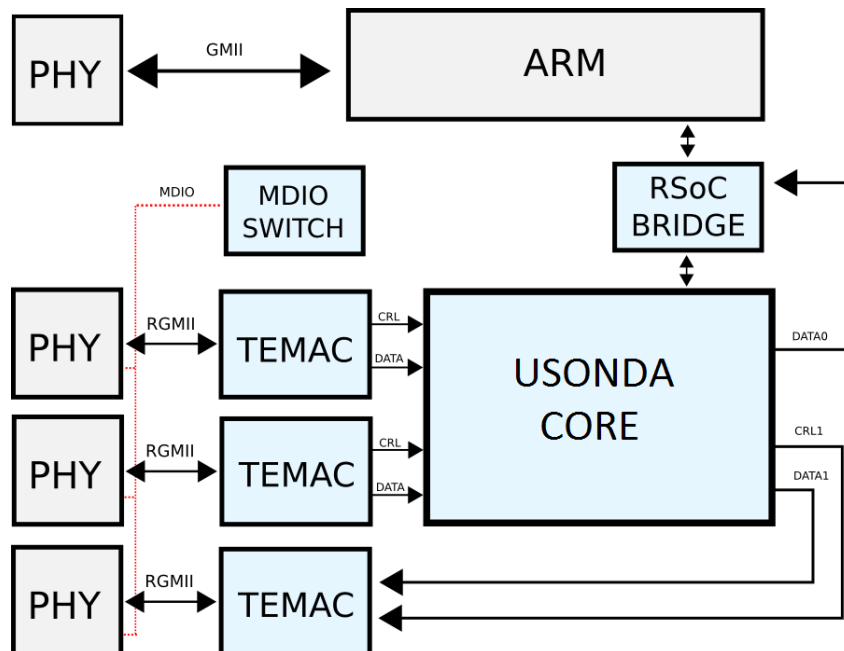 PHY
GMII
ARM
MDIO
MDIO
SWITCH
RSoC
BRIDGE
PHY
RGMII
TEMAC
CRL
DATA
USONDA
CORE
DATA0
CRL1
DATA1
PHY
RGMII
TEMAC
CRL
DATA
PHY
RGMII
TEMAC